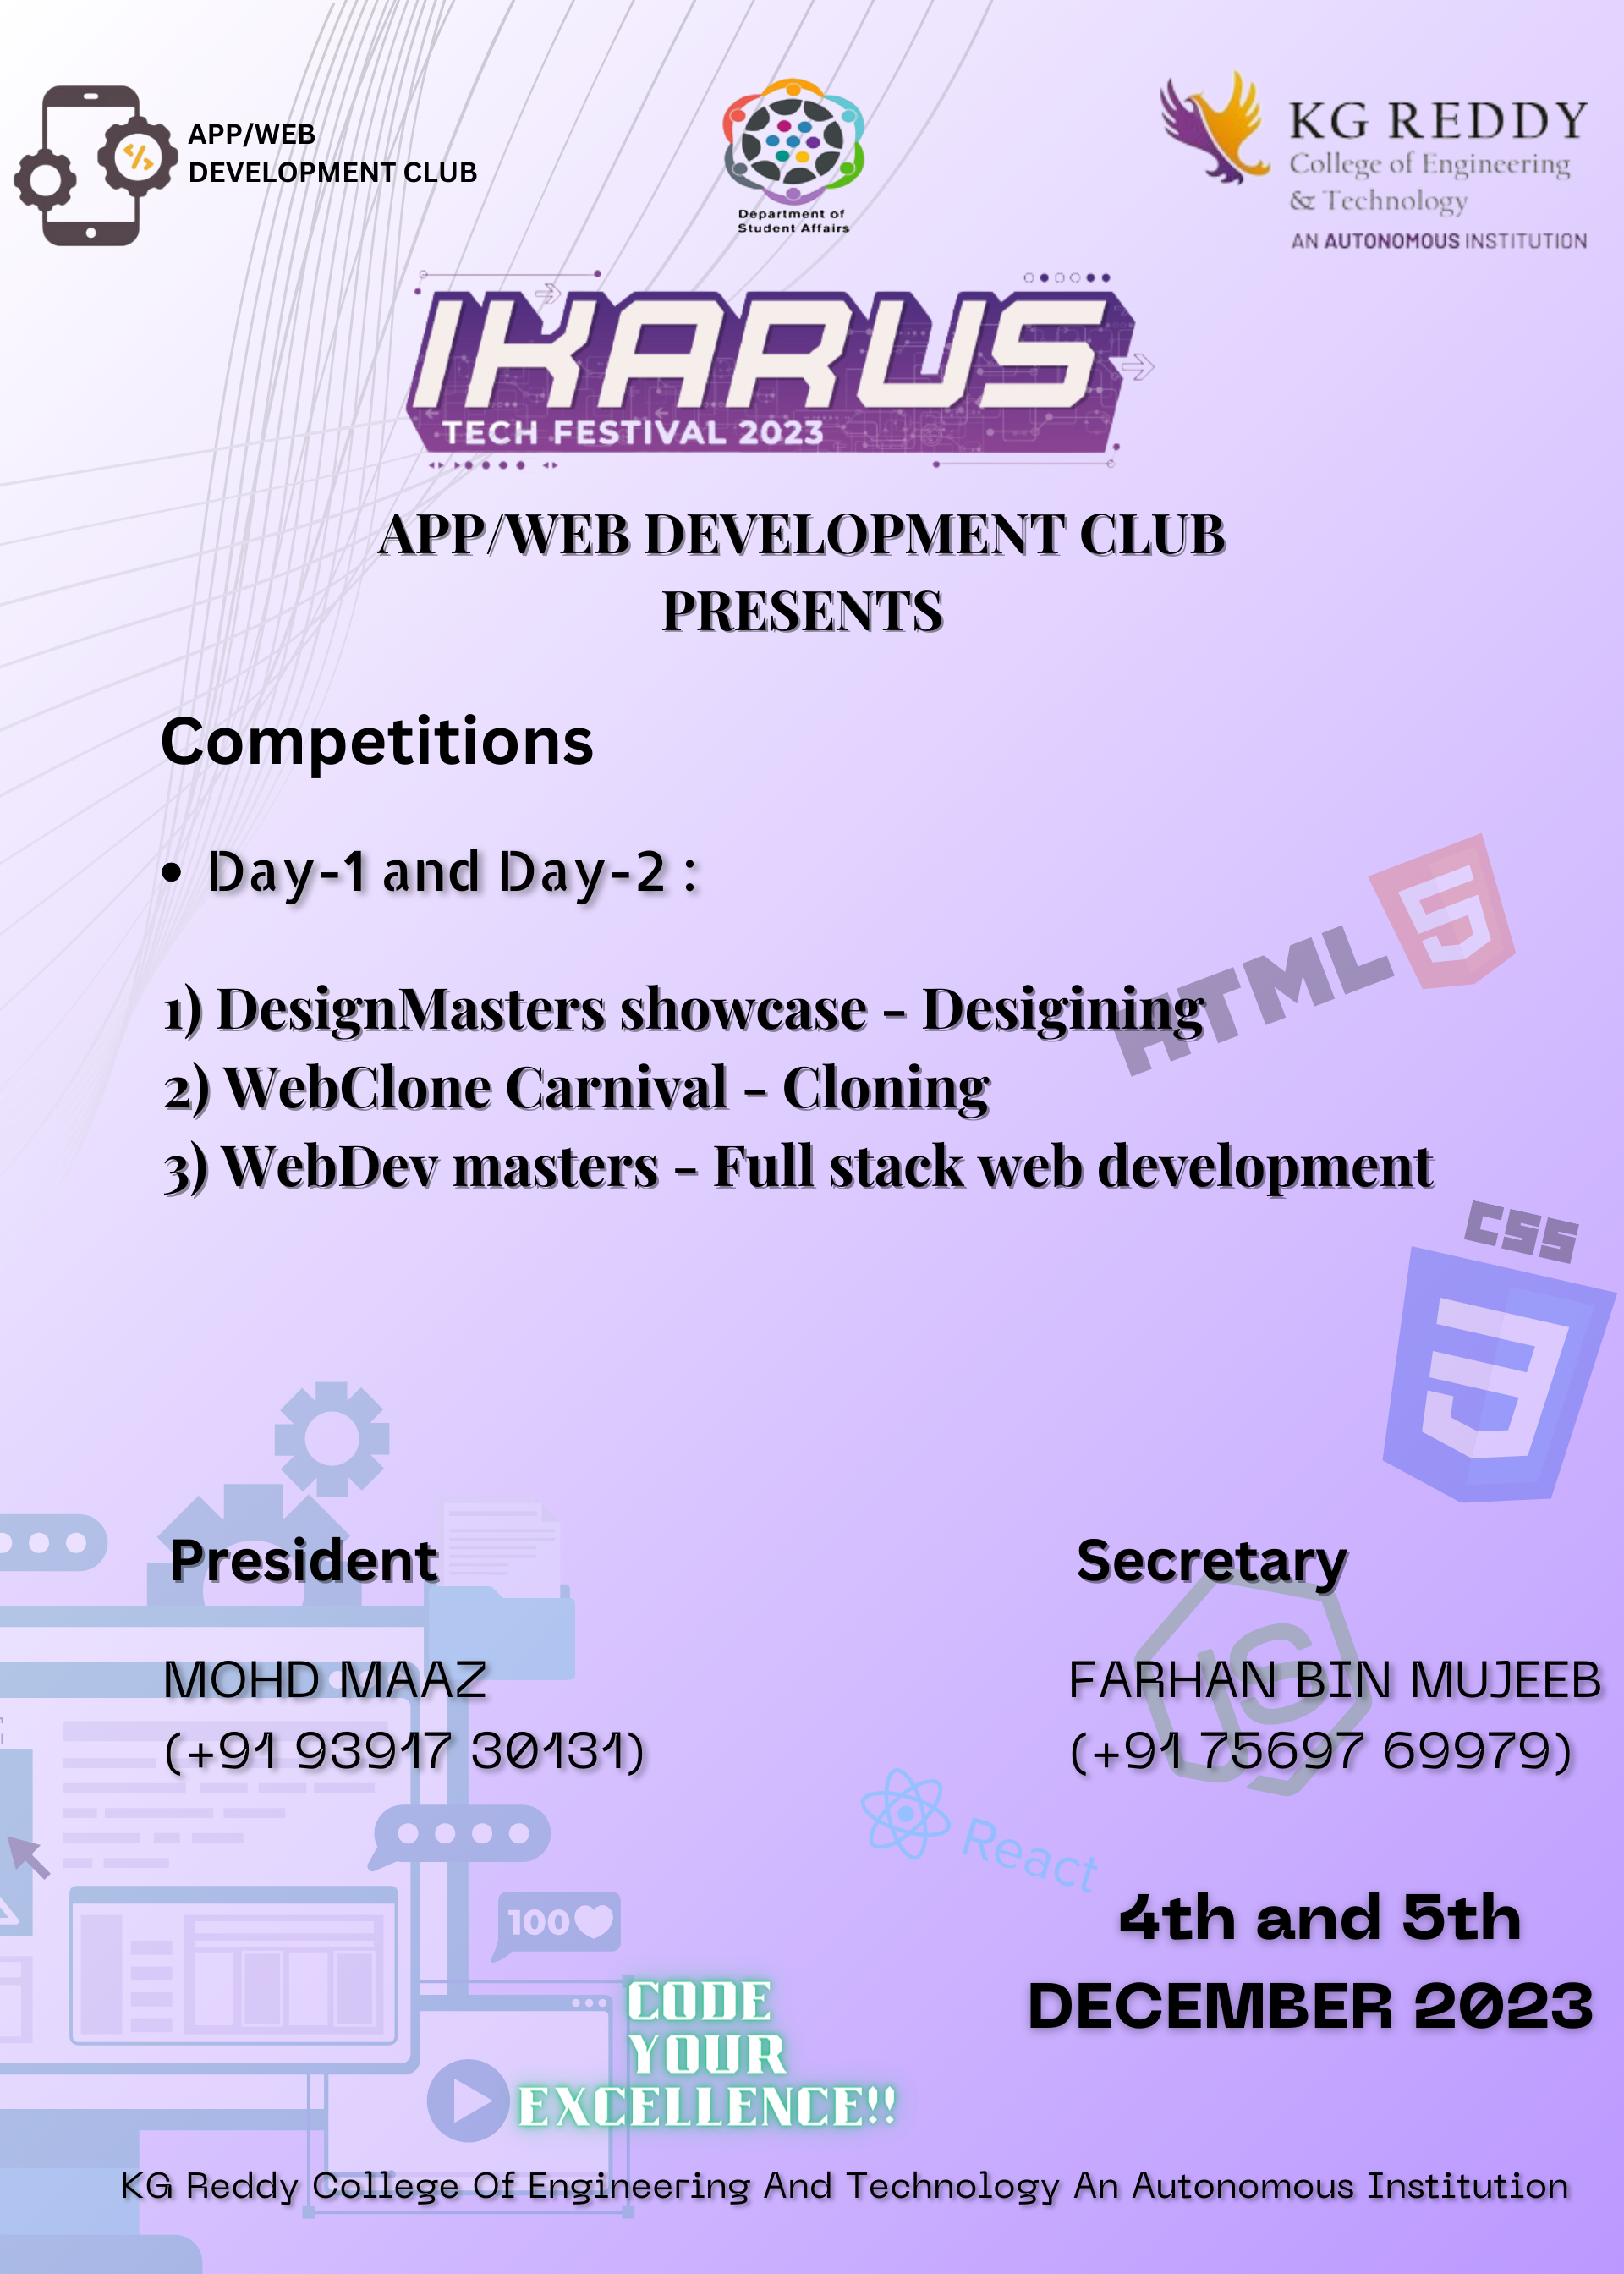 APP/WEB
DEVELOPMENT CLUB
Department of
Student Affairs
KG REDDY
College of Engineering
& Technology
AN AUTONOMOUS INSTITUTION
IKARUS
TECH FESTIVAL 2023
APP/WEB DEVELOPMENT CLUB
PRESENTS
Competitions
• Day-1 and Day-2 :
HTML
5
1) DesignMasters showcase - Desigining
2) WebClone Carnival - Cloning
3) WebDev masters - Full stack web development
CSS
3
President
MOHD MAAZ
(+91 93917 30131)
Secretary
FARHAN BIN MUJEEB
(+91 75697 69979)
JS
React
100
4th and 5th
DECEMBER 2023
CODE
YOUR
EXCELLENCE!!
KG Reddy College Of Engineering And Technology An Autonomous Institution